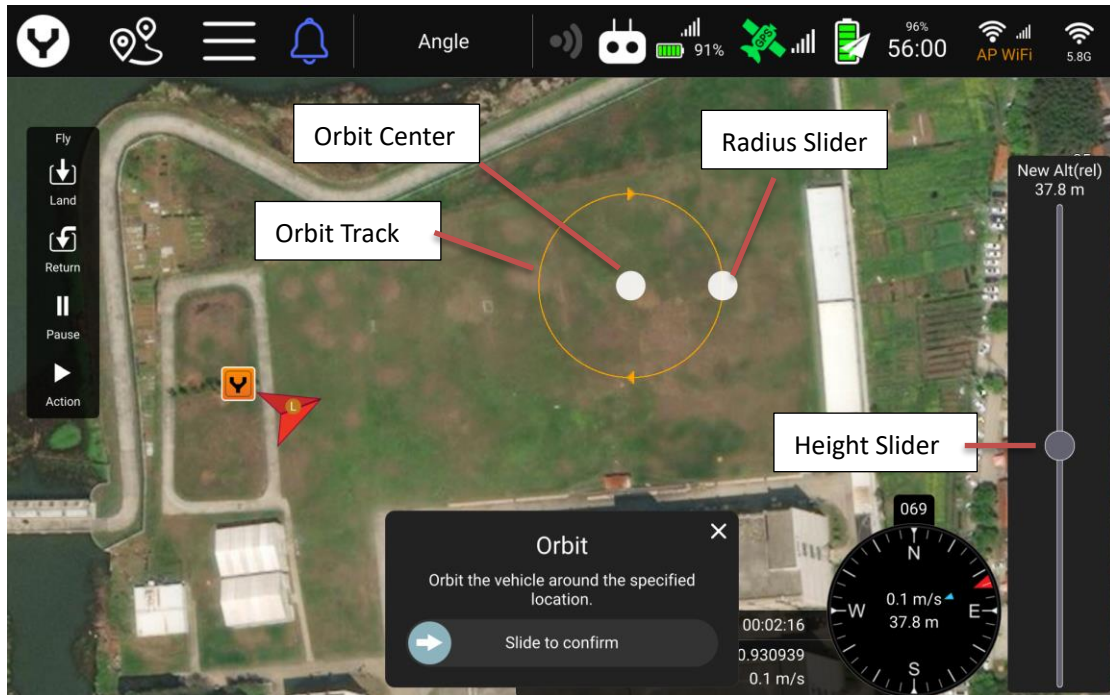 Angle
91%
GPS
96%
56:00
AP WiFi
5.8G
Fly
Land
Return
Pause
Action
Orbit Center
Radius Slider
Orbit Track
Height Slider
New Alt(rel)
37.8 m
L
Orbit
Orbit the vehicle around the specified
location.
Slide to confirm
00:02:16
0.930939
0.1 m/s
069
N
W
E
S
0.1 m/s
37.8 m